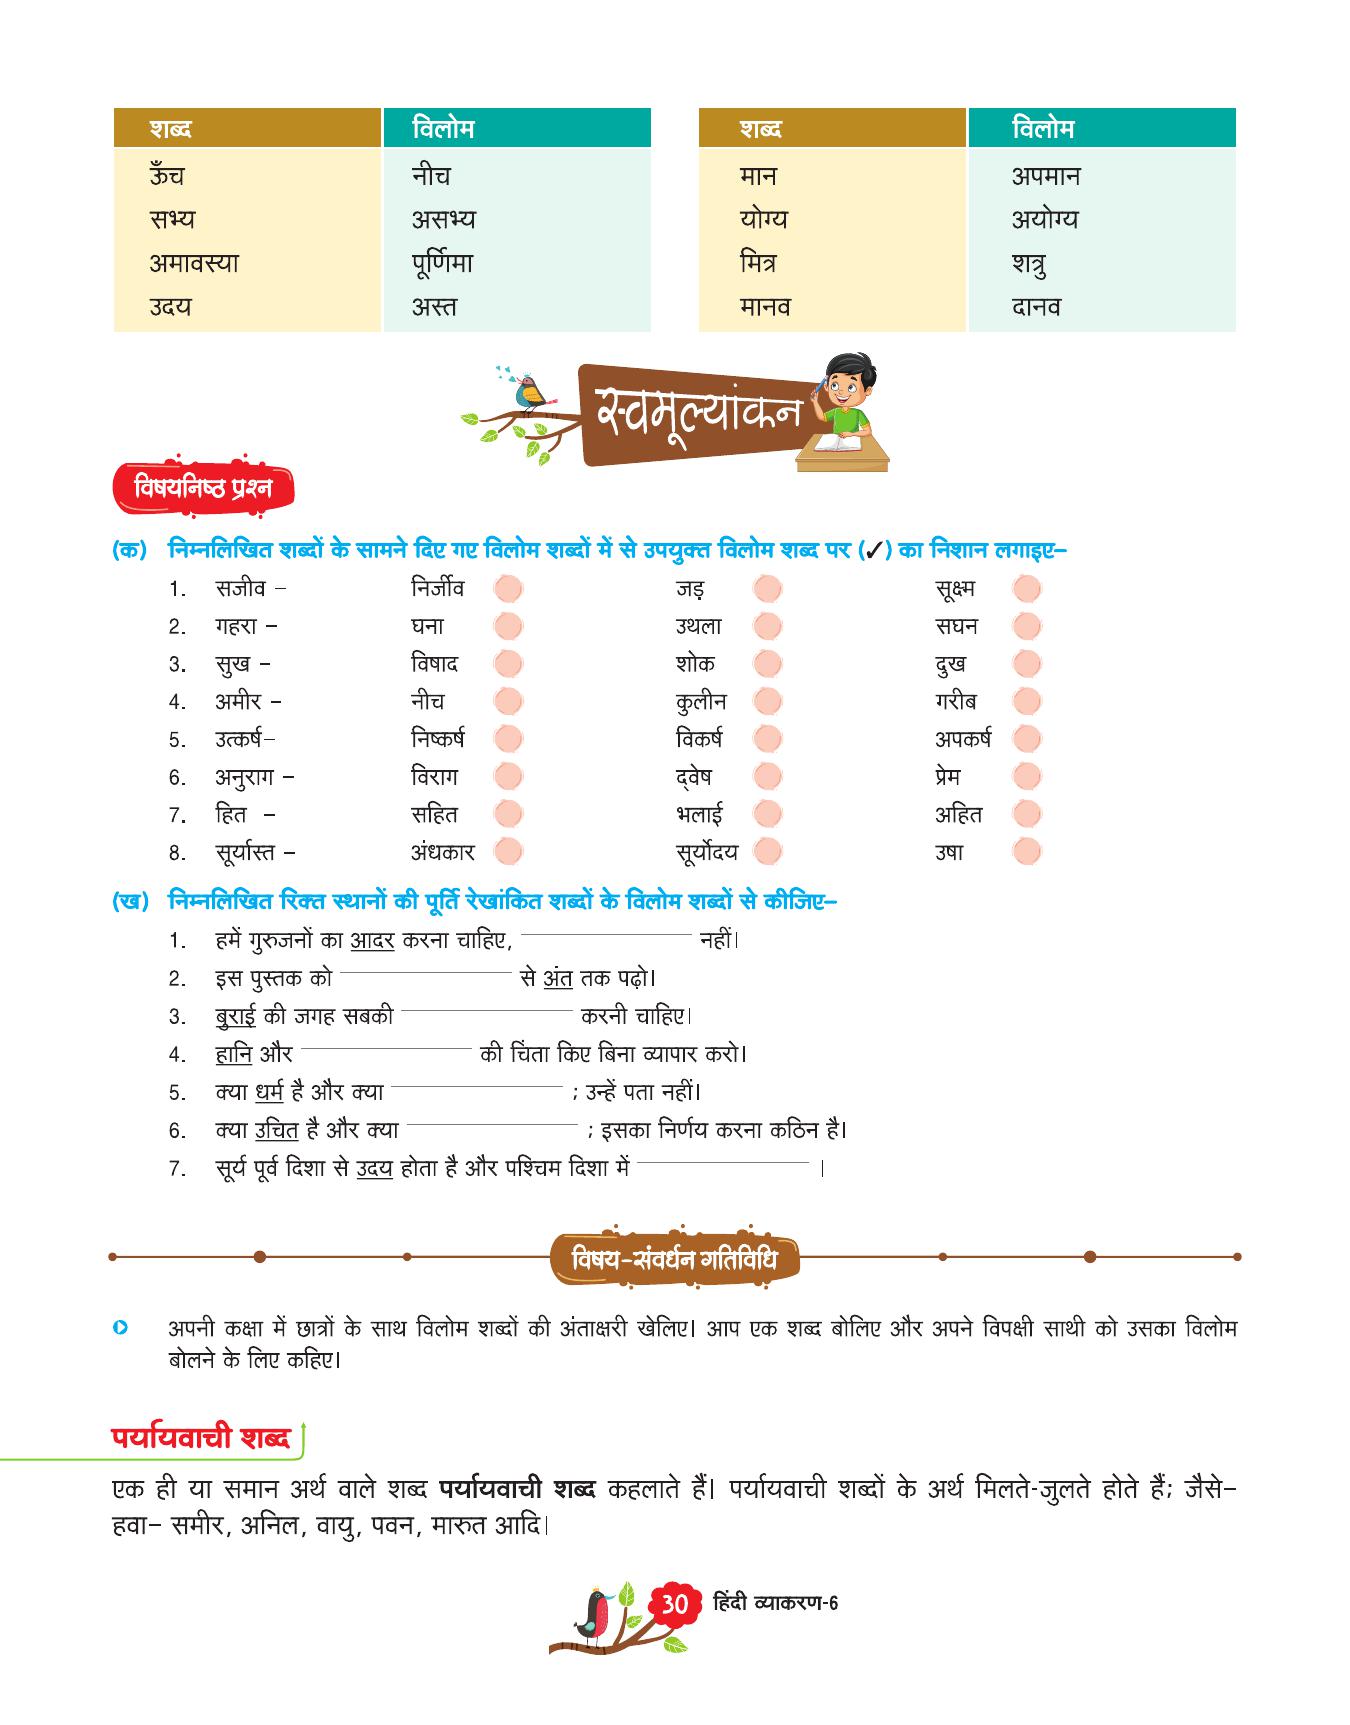 शब्द विलोम शब्द विलोम
ऊँच नीच मान अपमान
सभ्य असभ्य योग्य अयोग्य
अमावस्या पूर्णिमा मित्र शत्रु
उदय अस्त मानव दानव
स्वमूल्यांकन
विषयनिष्ठ प्रश्न
(क) निम्नलिखित शब्दों के सामने दिए गए विलोम शब्दों में से उपयुक्त विलोम शब्द पर (✓) का निशान लगाइए–
1. सजीव – निर्जीव जड़ सूक्ष्म
2. गहरा – घना उथला सघन
3. सुख – विषाद शोक दुख
4. अमीर – नीच कुलीन गरीब
5. उत्कर्ष– निष्कर्ष विकर्ष अपकर्ष
6. अनुराग – विराग द्‌वेष प्रेम
7. हित – सहित भलाई अहित
8. सूर्यास्त – अंधकार सूर्योदय उषा
(ख) निम्नलिखित रिक्त स्थानों की पूर्ति रेखांकित शब्दों के विलोम शब्दों से कीजिए–
1. हमें गुरुजनों का आदर करना चाहिए, ____________ नहीं।
2. इस पुस्तक को ____________ से अंत तक पढ़ो।
3. बुराई की जगह सबकी ____________ करनी चाहिए।
4. हानि और ____________ की चिंता किए बिना व्यापार करो।
5. क्या धर्म है और क्या ____________ ; उन्हें पता नहीं।
6. क्या उचित है और क्या ____________ ; इसका निर्णय करना कठिन है।
7. सूर्य पूर्व दिशा से उदय होता है और पश्चिम दिशा में ____________ ।
विषय-संवर्धन गतिविधि
अपनी कक्षा में छात्रों के साथ विलोम शब्दों की अंताक्षरी खेलिए। आप एक शब्द बोलिए और अपने विपक्षी साथी को उसका विलोम
बोलने के लिए कहिए।
पर्यायवाची शब्द
एक ही या समान अर्थ वाले शब्द पर्यायवाची शब्द कहलाते हैं। पर्यायवाची शब्दों के अर्थ मिलते-जुलते होते हैं; जैसे–
हवा– समीर, अनिल, वायु, पवन, मारुत आदि।
30 हिंदी व्याकरण-6